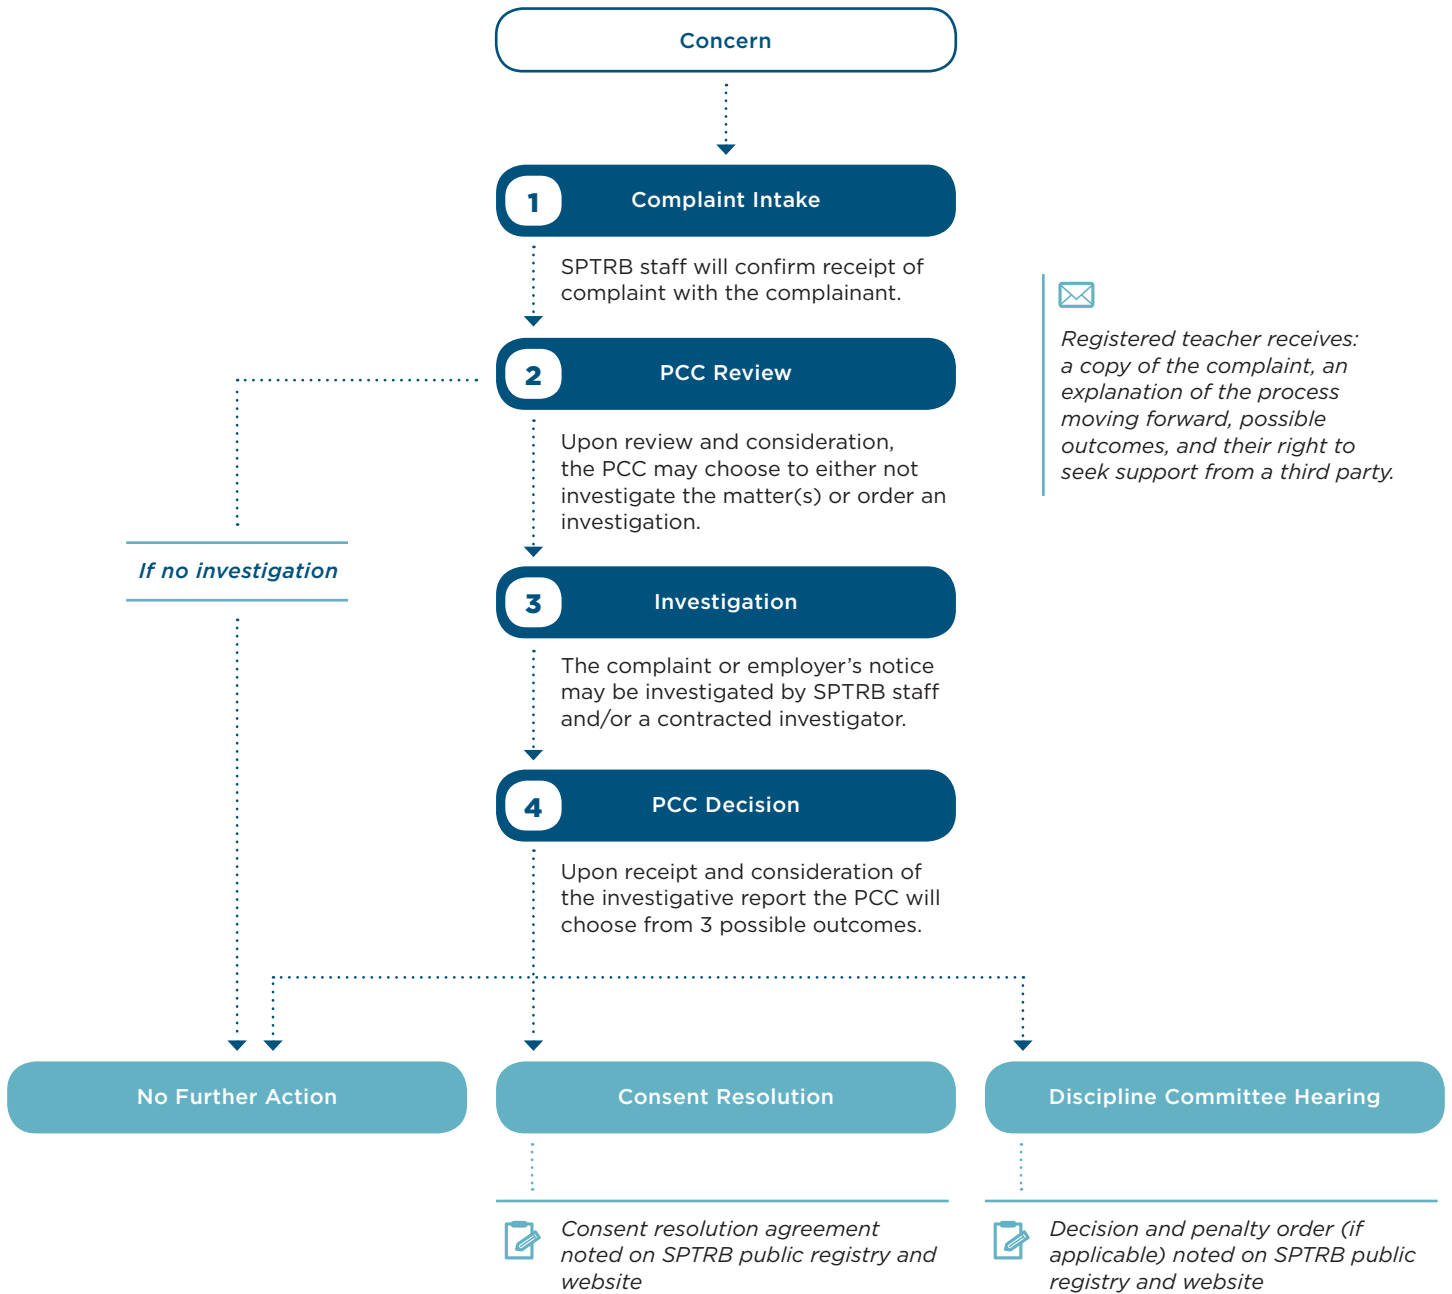 Concern
1
Complaint Intake
SPTRB staff will confirm receipt of
complaint with the complainant.
Registered teacher receives:
a copy of the complaint, an
explanation of the process
moving forward, possible
outcomes, and their right to
seek support from a third party.
2
PCC Review
Upon review and consideration,
the PCC may choose to either not
investigate the matter(s) or order an
investigation.
If no investigation
3
Investigation
The complaint or employer’s notice
may be investigated by SPTRB staff
and/or a contracted investigator.
4
PCC Decision
Upon receipt and consideration of
the investigative report the PCC will
choose from 3 possible outcomes.
No Further Action
Consent Resolution
Discipline Committee Hearing
Consent resolution agreement
noted on SPTRB public registry and
website
Decision and penalty order (if
applicable) noted on SPTRB public
registry and website